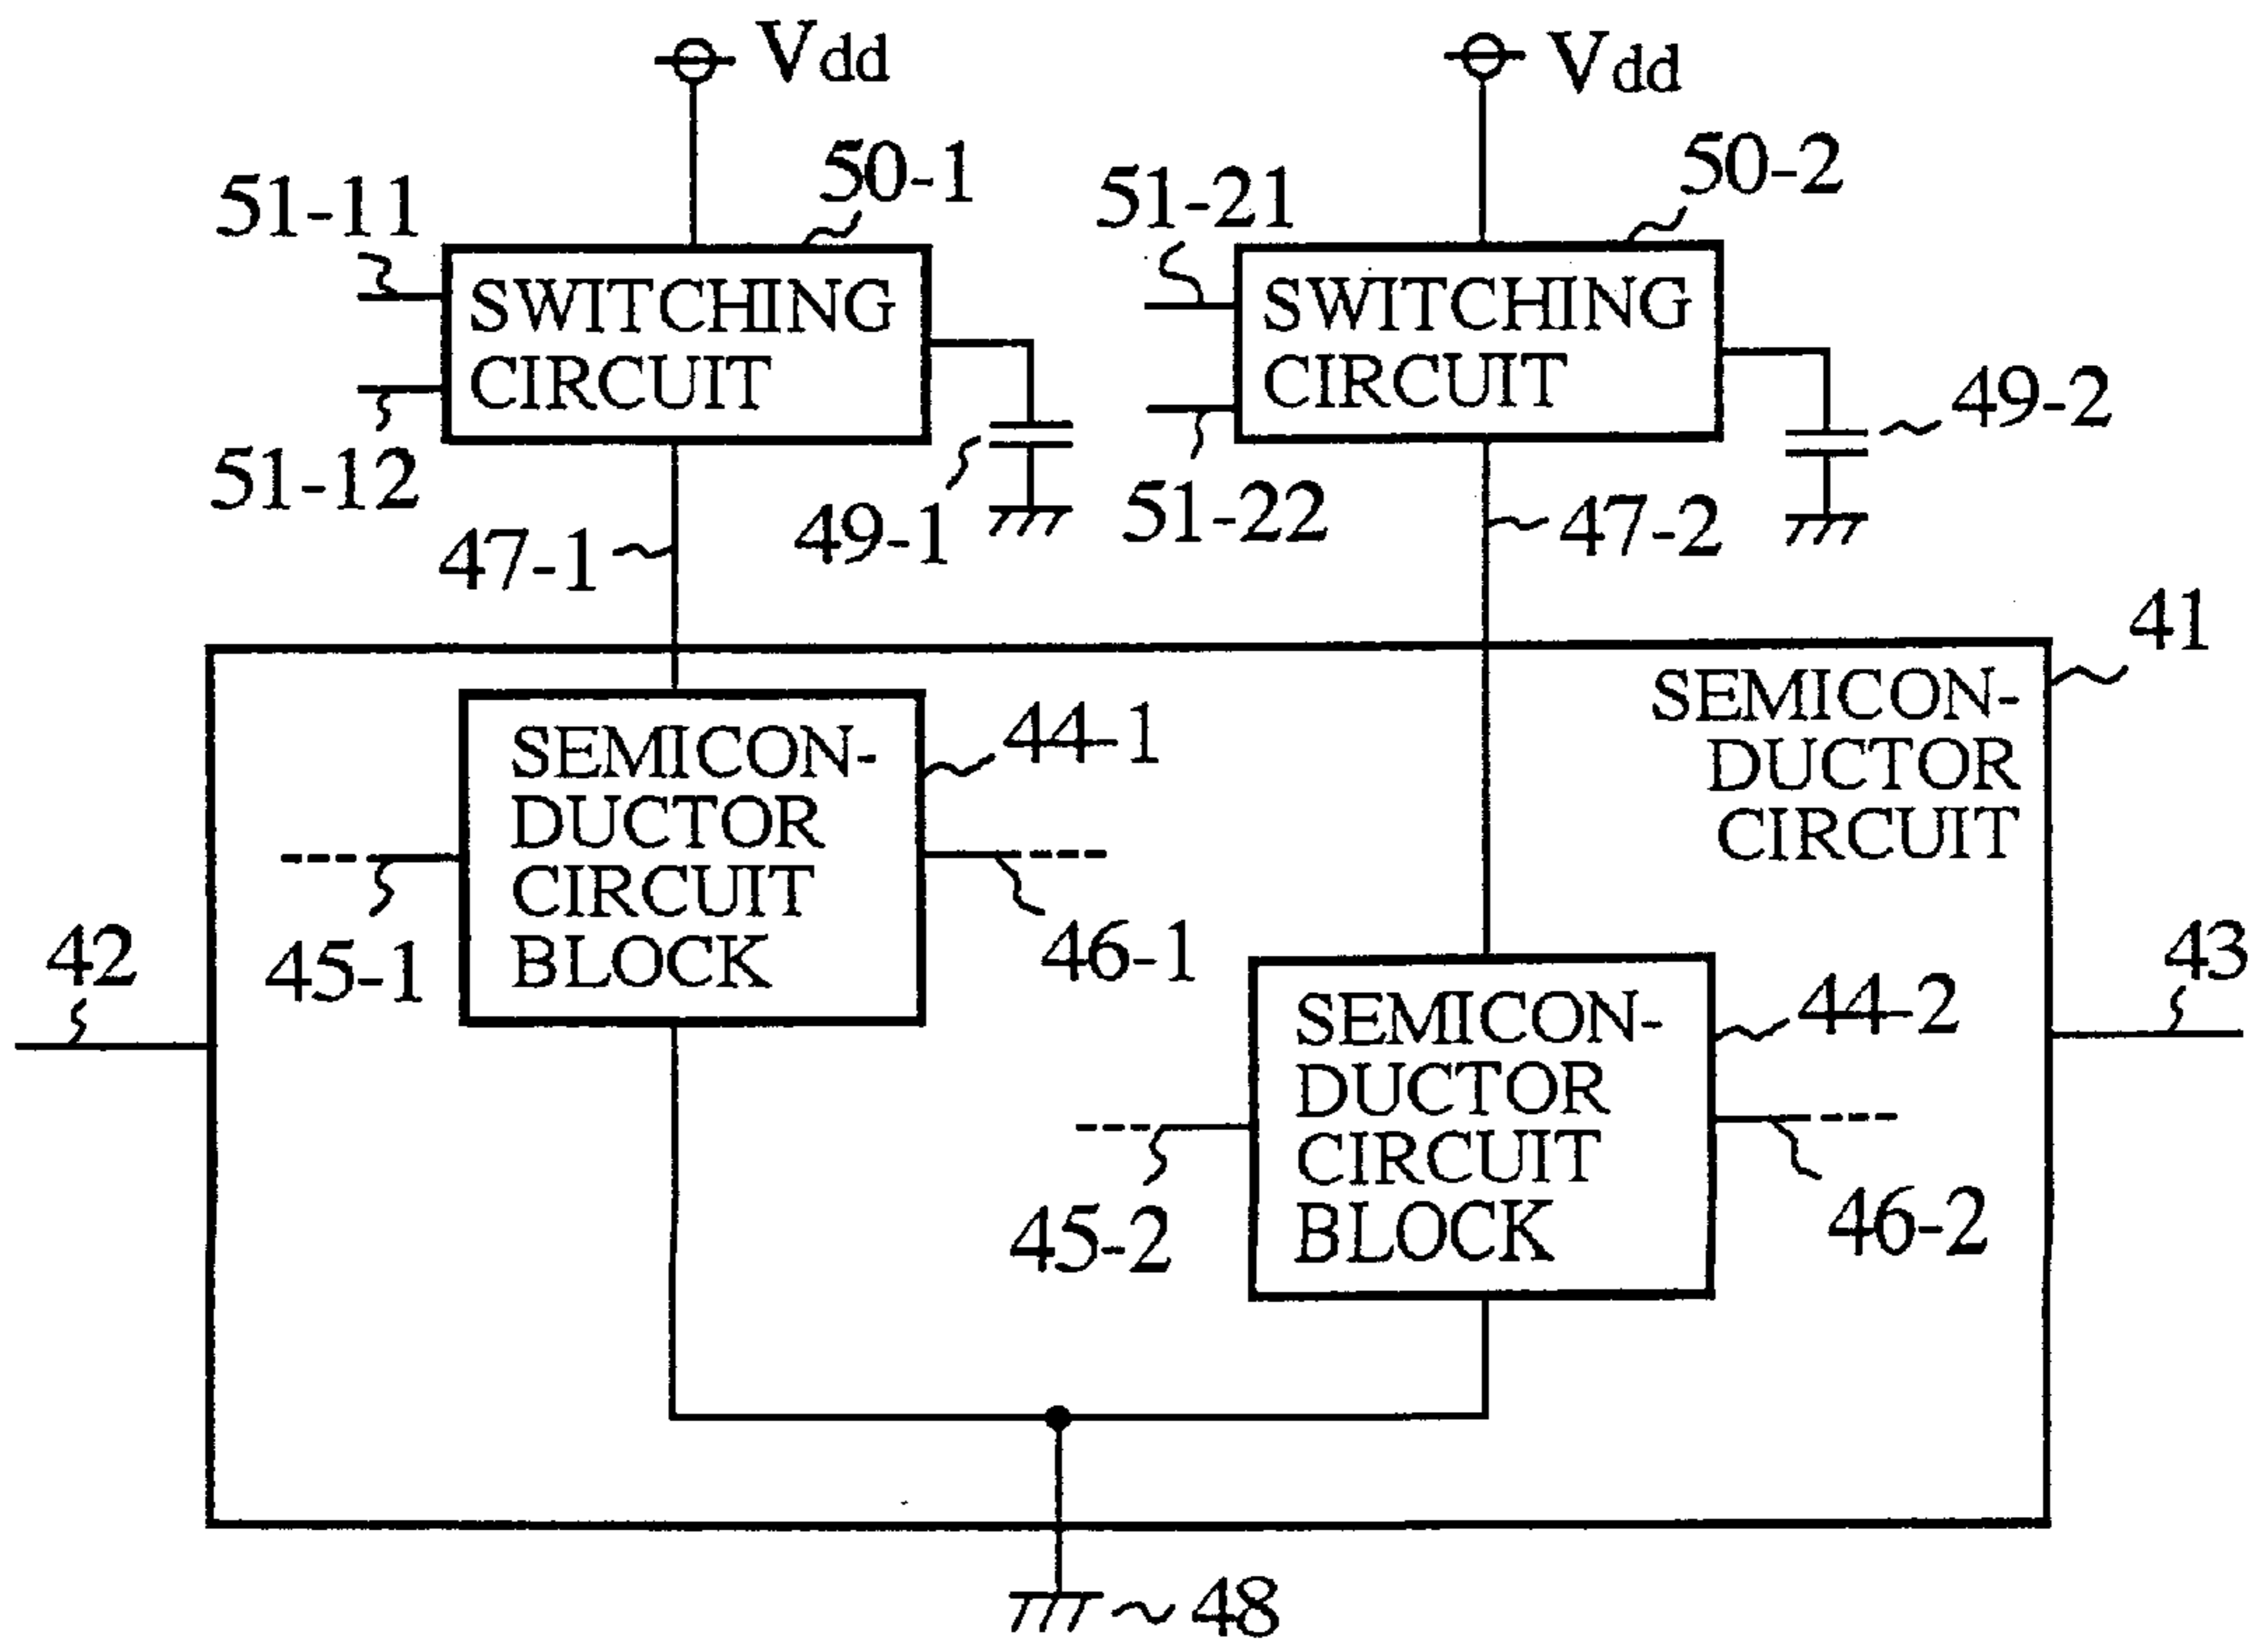 Vdd
Vdd
50-1
50-2
51-11
51-21
SWITCHING
CIRCUIT
SWITCHING
CIRCUIT
49-2
51-12
49-1
51-22
47-1
47-2
41
SEMICON-
DUCTOR
CIRCUIT
SEMICON-
DUCTOR
CIRCUIT
BLOCK
44-1
42
45-1
46-1
43
SEMICON-
DUCTOR
CIRCUIT
BLOCK
44-2
45-2
46-2
48